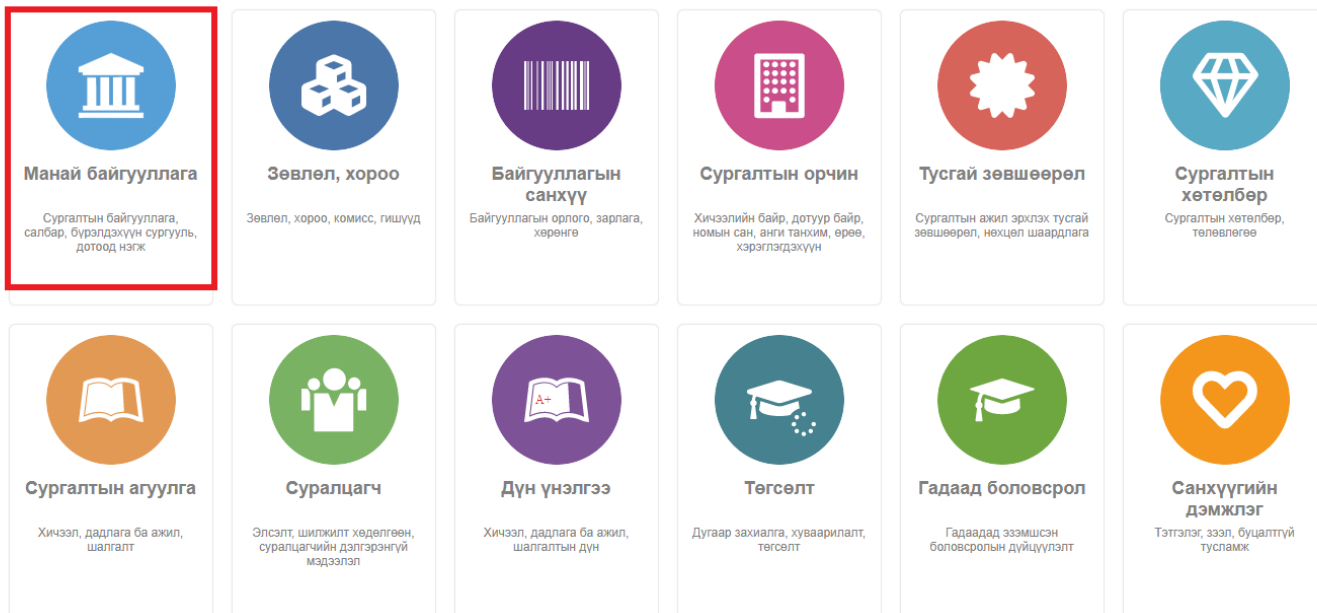 Манай байгууллага
Сургалтын байгууллага,
салбар, бүрэлдэхүүн сургууль,
дотоод нэгж
Зөвлөл, хороо
Зөвлөл, хороо, комисс, гишүүд
Байгууллагын
санхүү
Байгууллагын орлого, зарлага,
хөрөнгө
Сургалтын орчин
Хичээлийн байр, дотуур байр,
номын сан, анги танхим, өрөө,
хэрэглэгдэхүүн
Тусгай зөвшөөрөл
Сургалтын ажил эрхлэх тусгай
зөвшөөрөл, нөхцөл шаардлага
Сургалтын
хөтөлбөр
Сургалтын хөтөлбөр,
төлөвлөгөө
Сургалтын агуулга
Хичээл, дадлага ба ажил,
шалгалт
Суралцагч
Элсэлт, шилжилт хөдөлгөөн,
суралцагчийн дэлгэрэнгүй
мэдээлэл
A+
Дүн үнэлгээ
Хичээл, дадлага ба ажил,
шалгалтын дүн
Төгсөлт
Дугаар захиалга, хуваарилалт,
төгсөлт
Гадаад боловсрол
Гадаадад эзэмшсэн
боловсролын дүйцүүлэлт
Санхүүгийн
дэмжлэг
Тэтгэлэг, зээл, буцалтгүй
тусламж